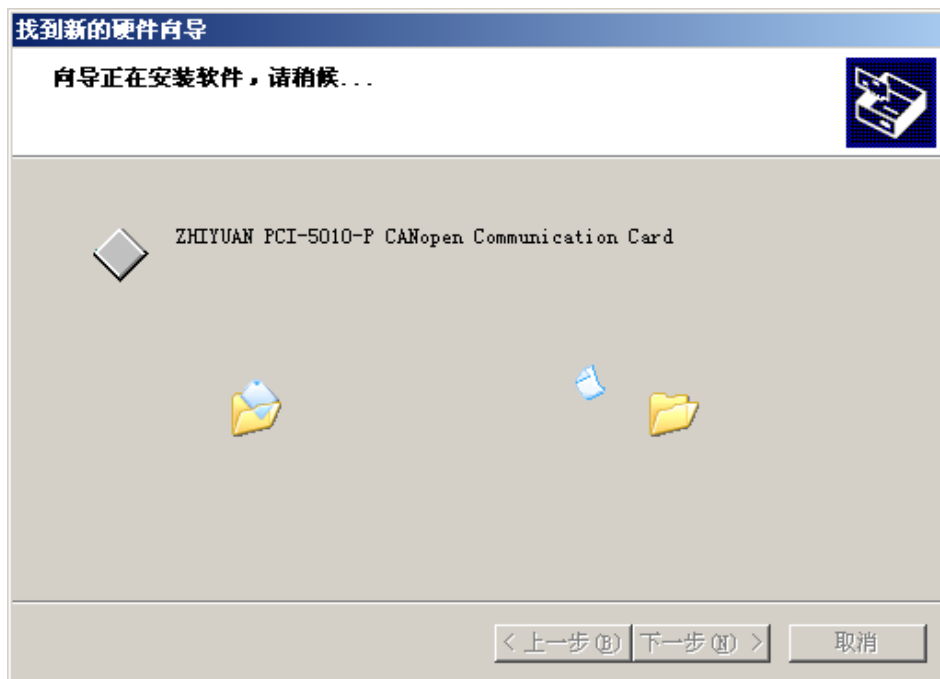 找到新的硬件向导
向导正在安装软件，请稍候...
ZHIYUAN PCI-5010-P CANopen Communication Card
< 上一步(B) 下一步(N) > 取消